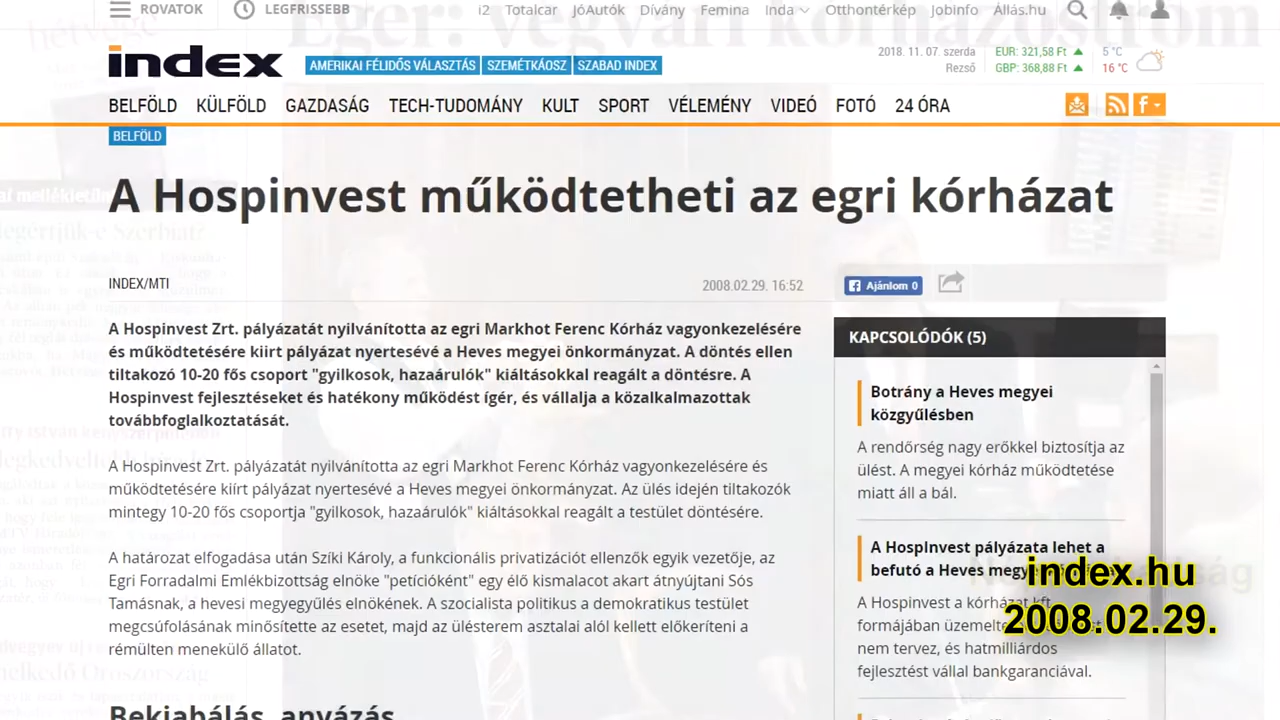 Eger: végvári kórházostrom
hétvége
ROVATOK
LEGFRISSEBB
i2 Totalcar JóAutók Dívány Femina Inda Otthontérkép Jobinfo Állás.hu
index
AMERIKAI FÉLIDŐS VÁLASZTÁS SZEMÉTKÁOSZ SZABAD INDEX
2018. 11. 07. szerda
Rezső
EUR: 321,58 Ft
GBP: 368,88 Ft
5 °C
16 °C
BELFÖLD KÜLFÖLD GAZDASÁG TECH-TUDOMÁNY KULT SPORT VÉLEMÉNY VIDEÓ FOTÓ 24 ÓRA
BELFÖLD
A Hospinvest működtetheti az egri kórházat
INDEX/MTI
2008.02.29. 16:52
Ajánlom 0
A Hospinvest Zrt. pályázatát nyilvánította az egri Markhot Ferenc Kórház vagyonkezelésére
és működtetésére kiírt pályázat nyertesévé a Heves megyei önkormányzat. A döntés ellen
tiltakozó 10-20 fős csoport "gyilkosok, hazaárulók" kiáltásokkal reagált a döntésre. A
Hospinvest fejlesztéseket és hatékony működést ígér, és vállalja a közalkalmazottak
továbbfoglalkoztatását.
A Hospinvest Zrt. pályázatát nyilvánította az egri Markhot Ferenc Kórház vagyonkezelésére és
működtetésére kiírt pályázat nyertesévé a Heves megyei önkormányzat. Az ülés idején tiltakozók
mintegy 10-20 fős csoportja "gyilkosok, hazaárulók" kiáltásokkal reagált a testület döntésére.
A határozat elfogadása után Szíki Károly, a funkcionális privatizációt ellenzők egyik vezetője, az
Egri Forradalmi Emlékbizottság elnöke "petícióként" egy élő kismalacot akart átnyújtani Sós
Tamásnak, a hevesi megyegyűlés elnökének. A szocialista politikus a demokratikus testület
megcsúfolásának minősítette az esetet, majd az ülésterem asztalai alól kellett előkeríteni a
rémülten menekülő állatot.
Bekiabálás, anyázás
KAPCSOLÓDÓK (5)
Botrány a Heves megyei
közgyűlésben
A rendőrség nagy erőkkel biztosítja az
ülést. A megyei kórház működtetése
miatt áll a bál.
A HospInvest pályázata lehet a
befutó a Heves
A Hospinvest a kórházat kft.
formájában
nem tervez, és hatmilliárdos
fejlesztést vállal bankgaranciával.
index.hu
2008.02.29.